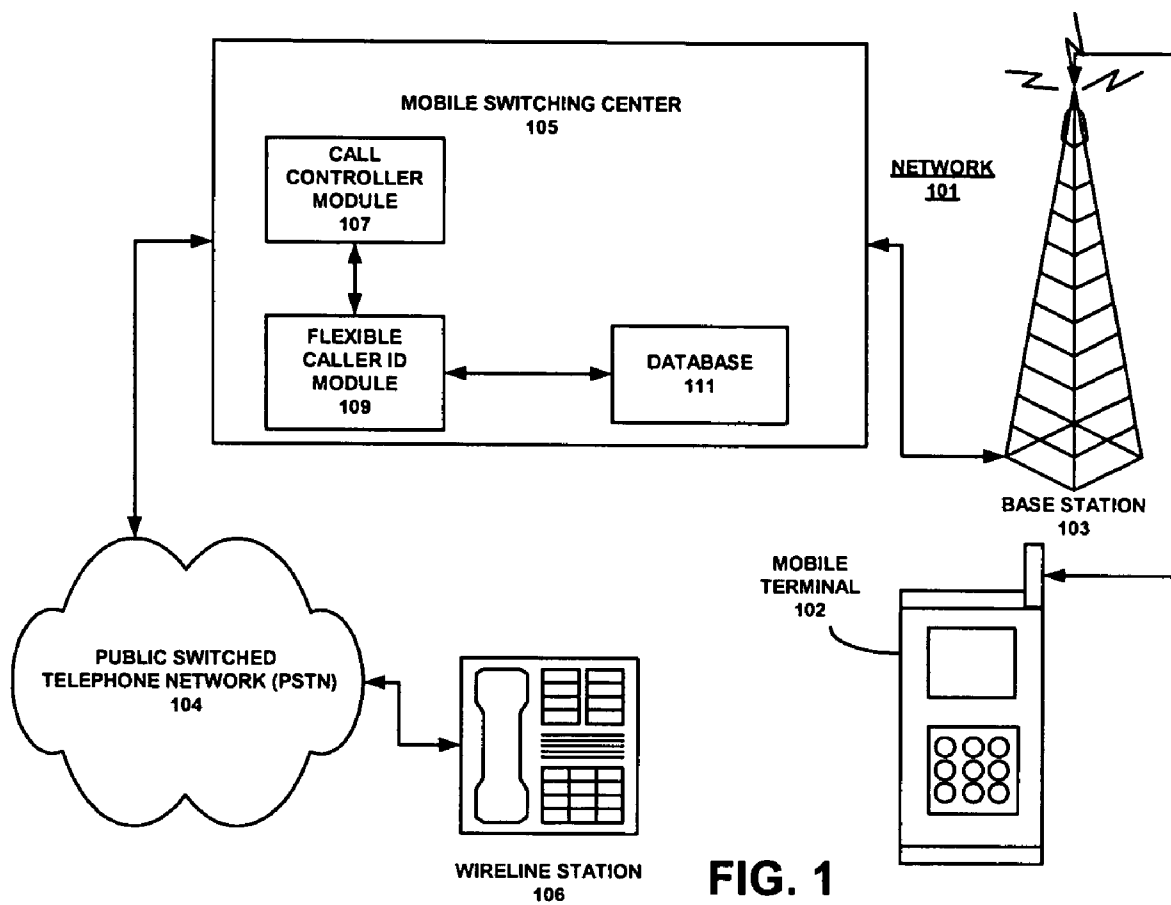 MOBILE SWITCHING CENTER
105
CALL
CONTROLLER
MODULE
107
FLEXIBLE
CALLER ID
MODULE
109
DATABASE
111
NETWORK
101
BASE STATION
103
MOBILE
TERMINAL
102
PUBLIC SWITCHED
TELEPHONE NETWORK (PSTN)
104
WIRELINE STATION
106
FIG. 1